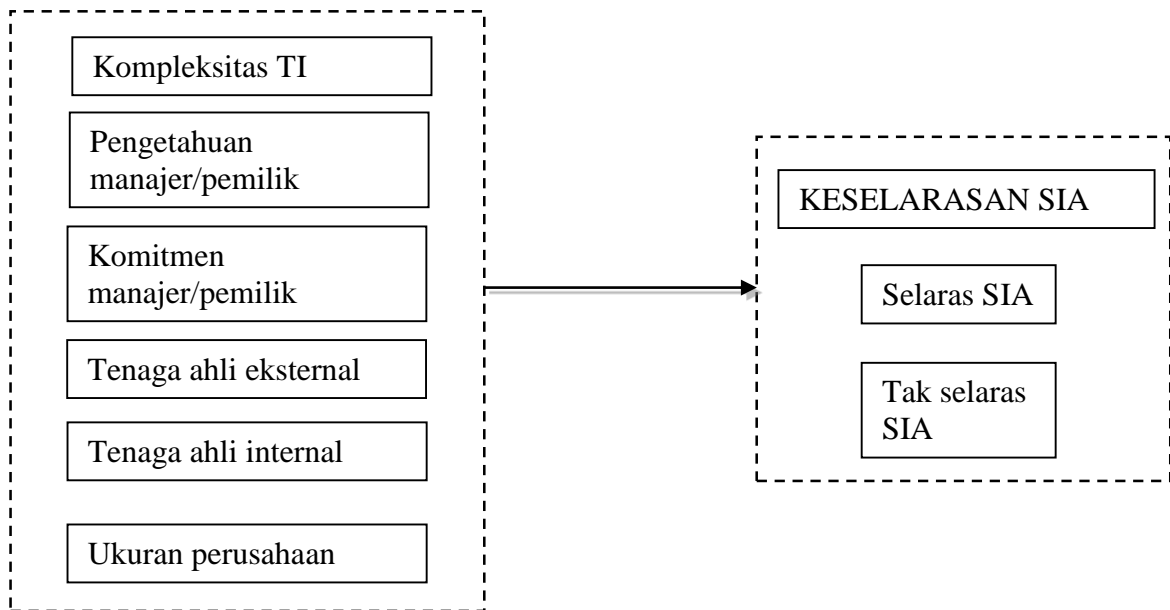 Kompleksitas TI
Pengetahuan
manajer/pemilik
Komitmen
manajer/pemilik
Tenaga ahli eksternal
Tenaga ahli internal
Ukuran perusahaan
KESELARASAN SIA
Selaras SIA
Tak selaras
SIA